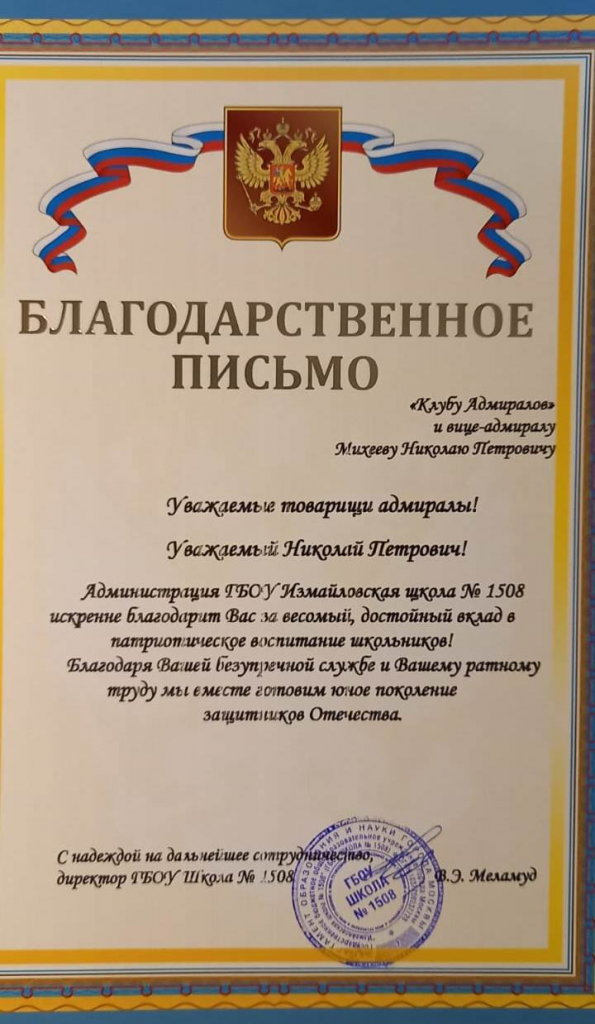 БЛАГОДАРСТВЕННОЕ
ПИСЬМО
«Клубу Адмиралов»
и вице-адмиралу
Михееву Николаю Петровичу
Уважаемые товарищи адмиралы!
Уважаемый Николай Петрович!
Администрация ГБОУ Измайловская щкола № 1508
искренне благодарит Вас за весомый, достойный вклад в
патриотическое воспитание школьников!
Благодаря Вашей безупречной службе и Вашему ратному
труду мы вместе готовим юное поколение
защитников Отечества.
С надеждой на дальнейшее сотрудничество,
директор ГБОУ Школа № 1508
В.Э. Меламуд
ГБОУ
ШКОЛА
№ 1508